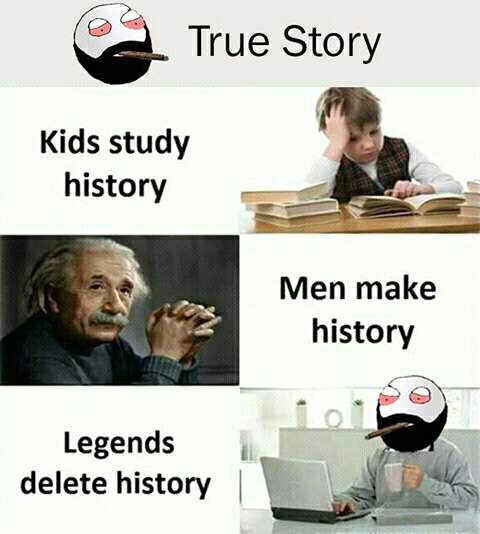 True Story
Kids study
history
Men make
history
Legends
delete history